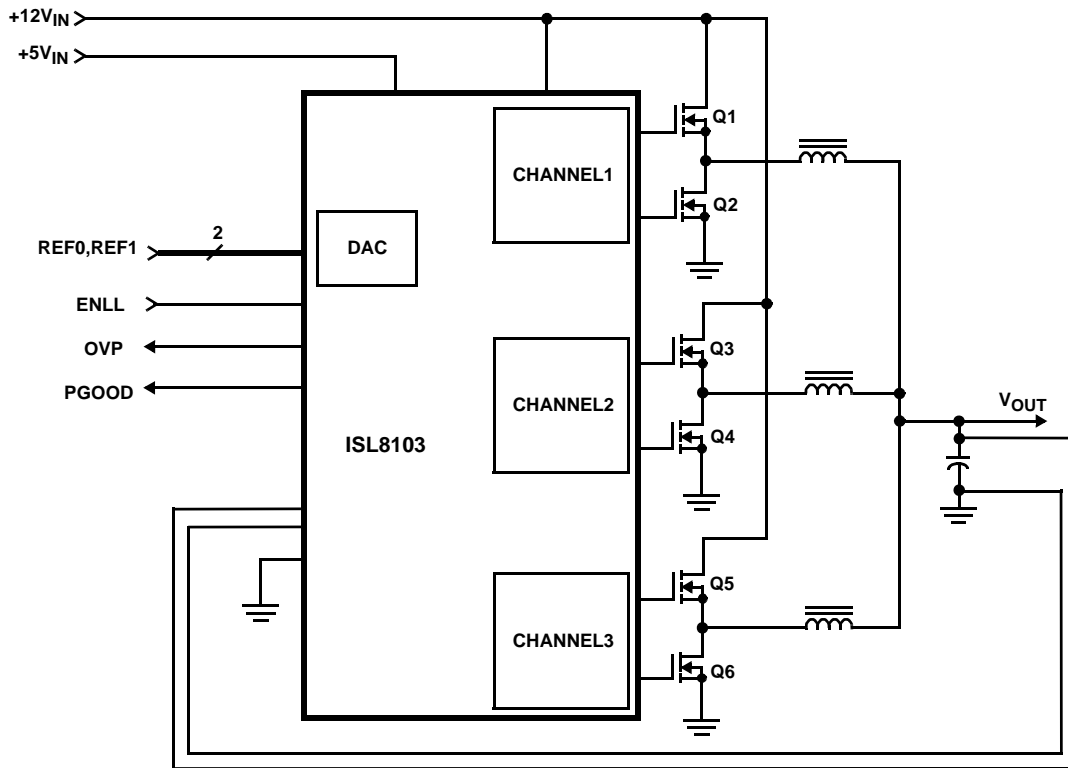 +12VIN
+5VIN
Q1
CHANNEL1
Q2
2
REF0,REF1
DAC
ENLL
OVP
Q3
PGOOD
CHANNEL2
VOUT
Q4
ISL8103
Q5
CHANNEL3
Q6